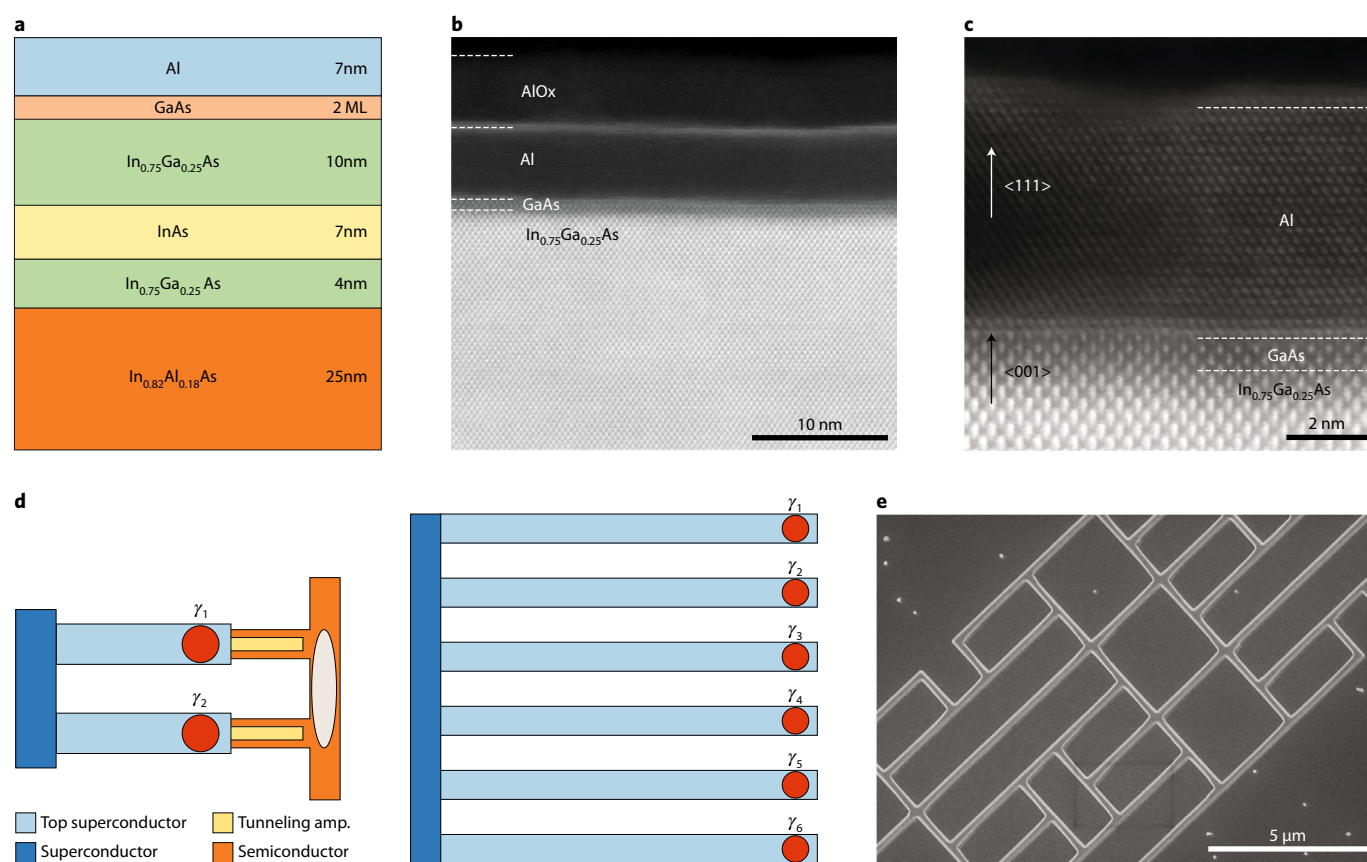 a
Al 7nm
GaAs 2 ML
In₀.₇₅Ga₀.₂₅As 10nm
InAs 7nm
In₀.₇₅Ga₀.₂₅ As 4nm
In₀.₈₂Al₀.₁₈As 25nm
b
AlOx
Al
GaAs
In₀.₇₅Ga₀.₂₅As
10 nm
c
<111>
Al
<001>
GaAs
In₀.₇₅Ga₀.₂₅As
2 nm
d
γ₁
γ₂
Top superconductor
Tunneling amp.
Superconductor
Semiconductor
γ₁
γ₂
γ₃
γ₄
γ₅
γ₆
e
5 μm